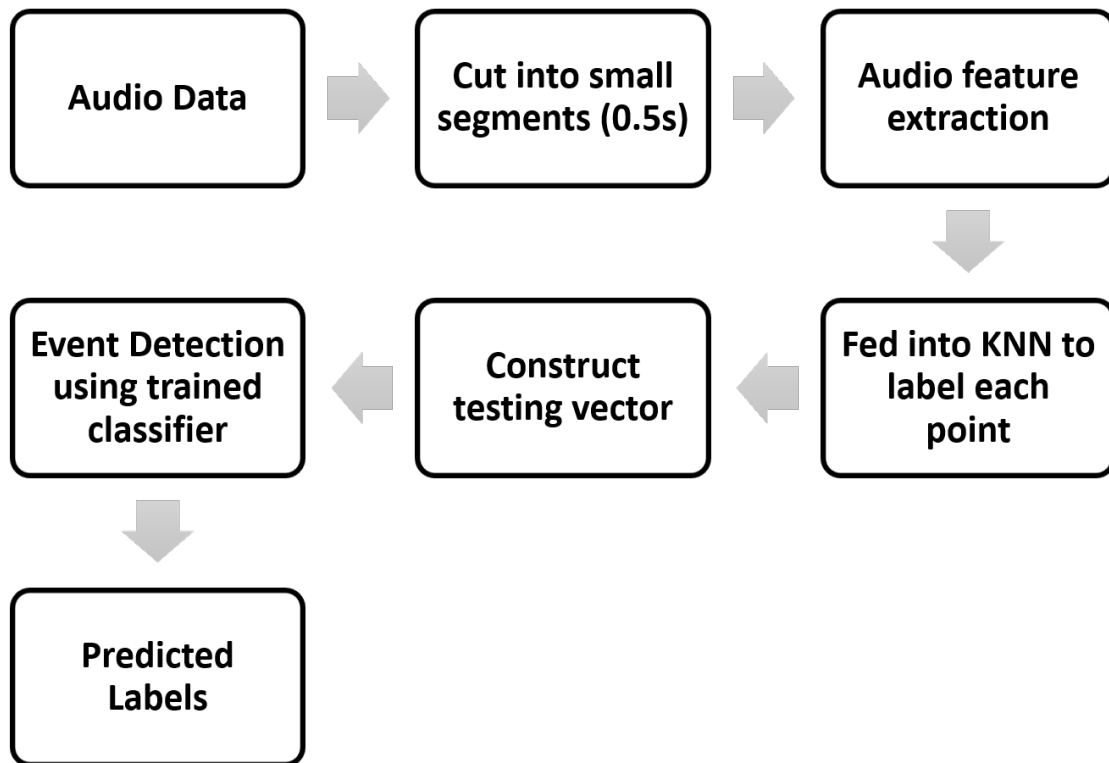 Audio Data
Cut into small
segments (0.5s)
Audio feature
extraction
Fed into KNN to
label each
point
Construct
testing vector
Event Detection
using trained
classifier
Predicted
Labels